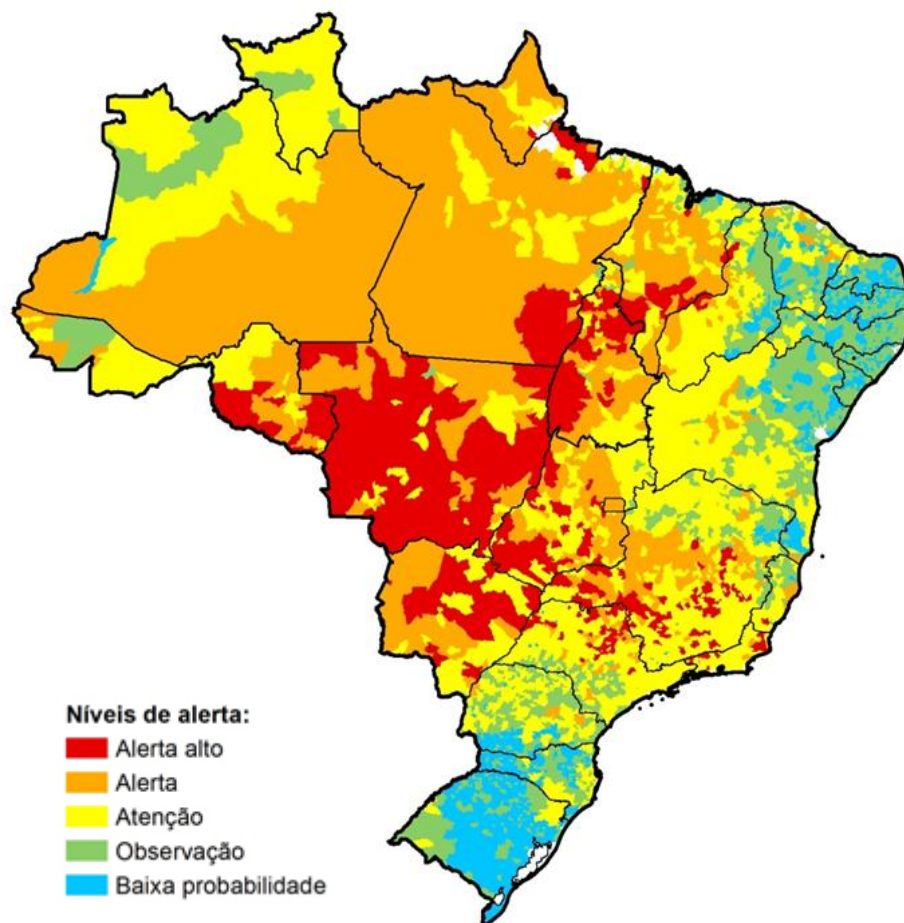 Níveis de alerta:
Alerta alto
Alerta
Atenção
Observação
Baixa probabilidade